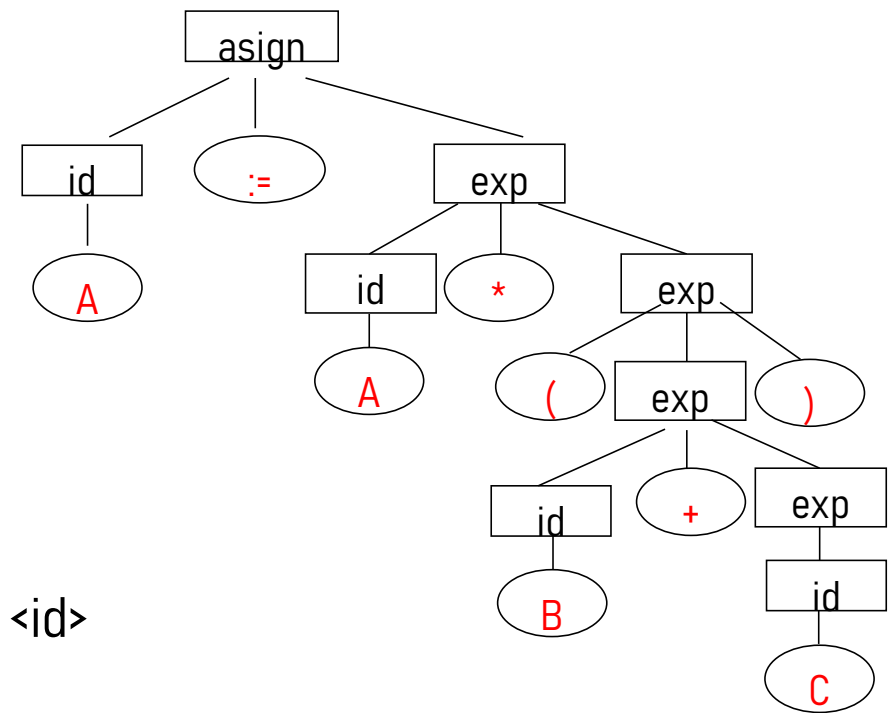 asign
id := exp
A id * exp
A ( exp )
id + exp
B id
<id>
C